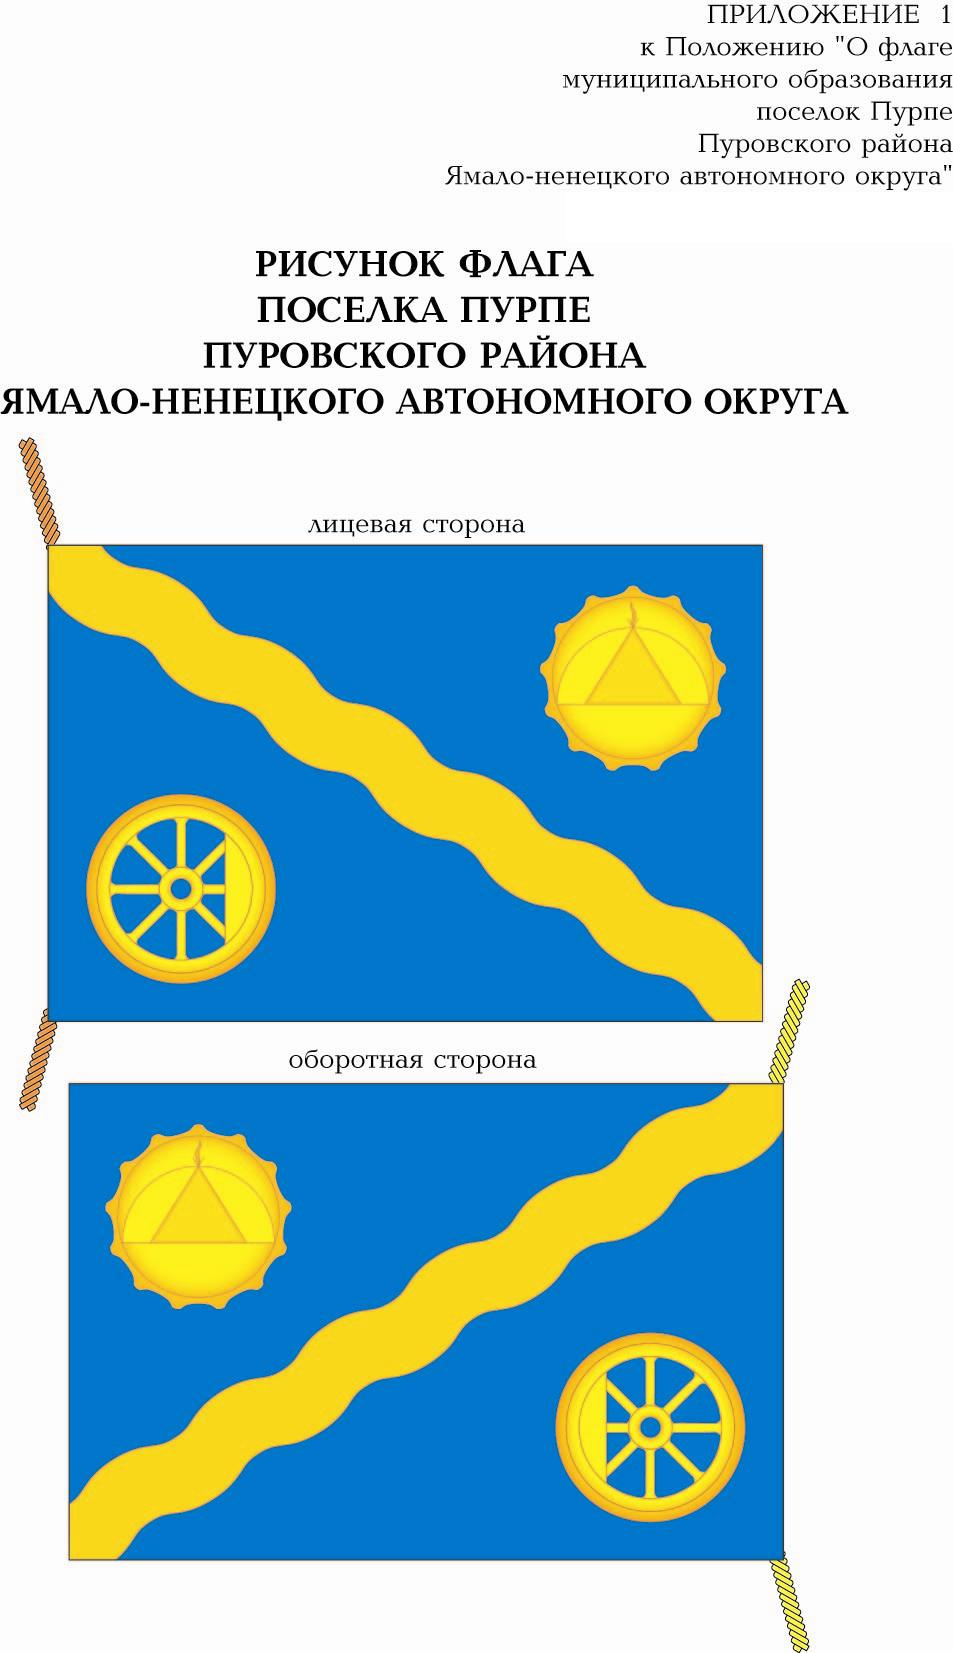 ПРИЛОЖЕНИЕ 1
к Положению "О флаге
муниципального образования
поселок Пурпе
Пуровского района
Ямало-ненецкого автономного округа"
РИСУНОК ФЛАГА
ПОСЕЛКА ПУРПЕ
ПУРОВСКОГО РАЙОНА
ЯМАЛО-НЕНЕЦКОГО АВТОНОМНОГО ОКРУГА
лицевая сторона
оборотная сторона